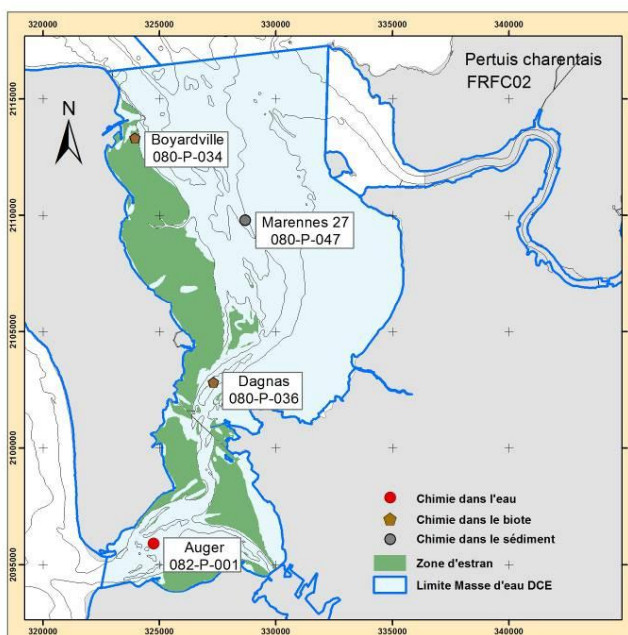 320000
325000
330000
335000
340000
Pertuis charentais
FRFC02
2115000
N
Boyardville
080-P-034
2110000
Marennes 27
080-P-047
2105000
Dagnas
080-P-036
2100000
Chimie dans l'eau
Chimie dans le biote
Chimie dans le sédiment
Auger
082-P-001
Zone d'estran
Limite Masse d'eau DCE
2095000
320000
325000
330000
335000
340000